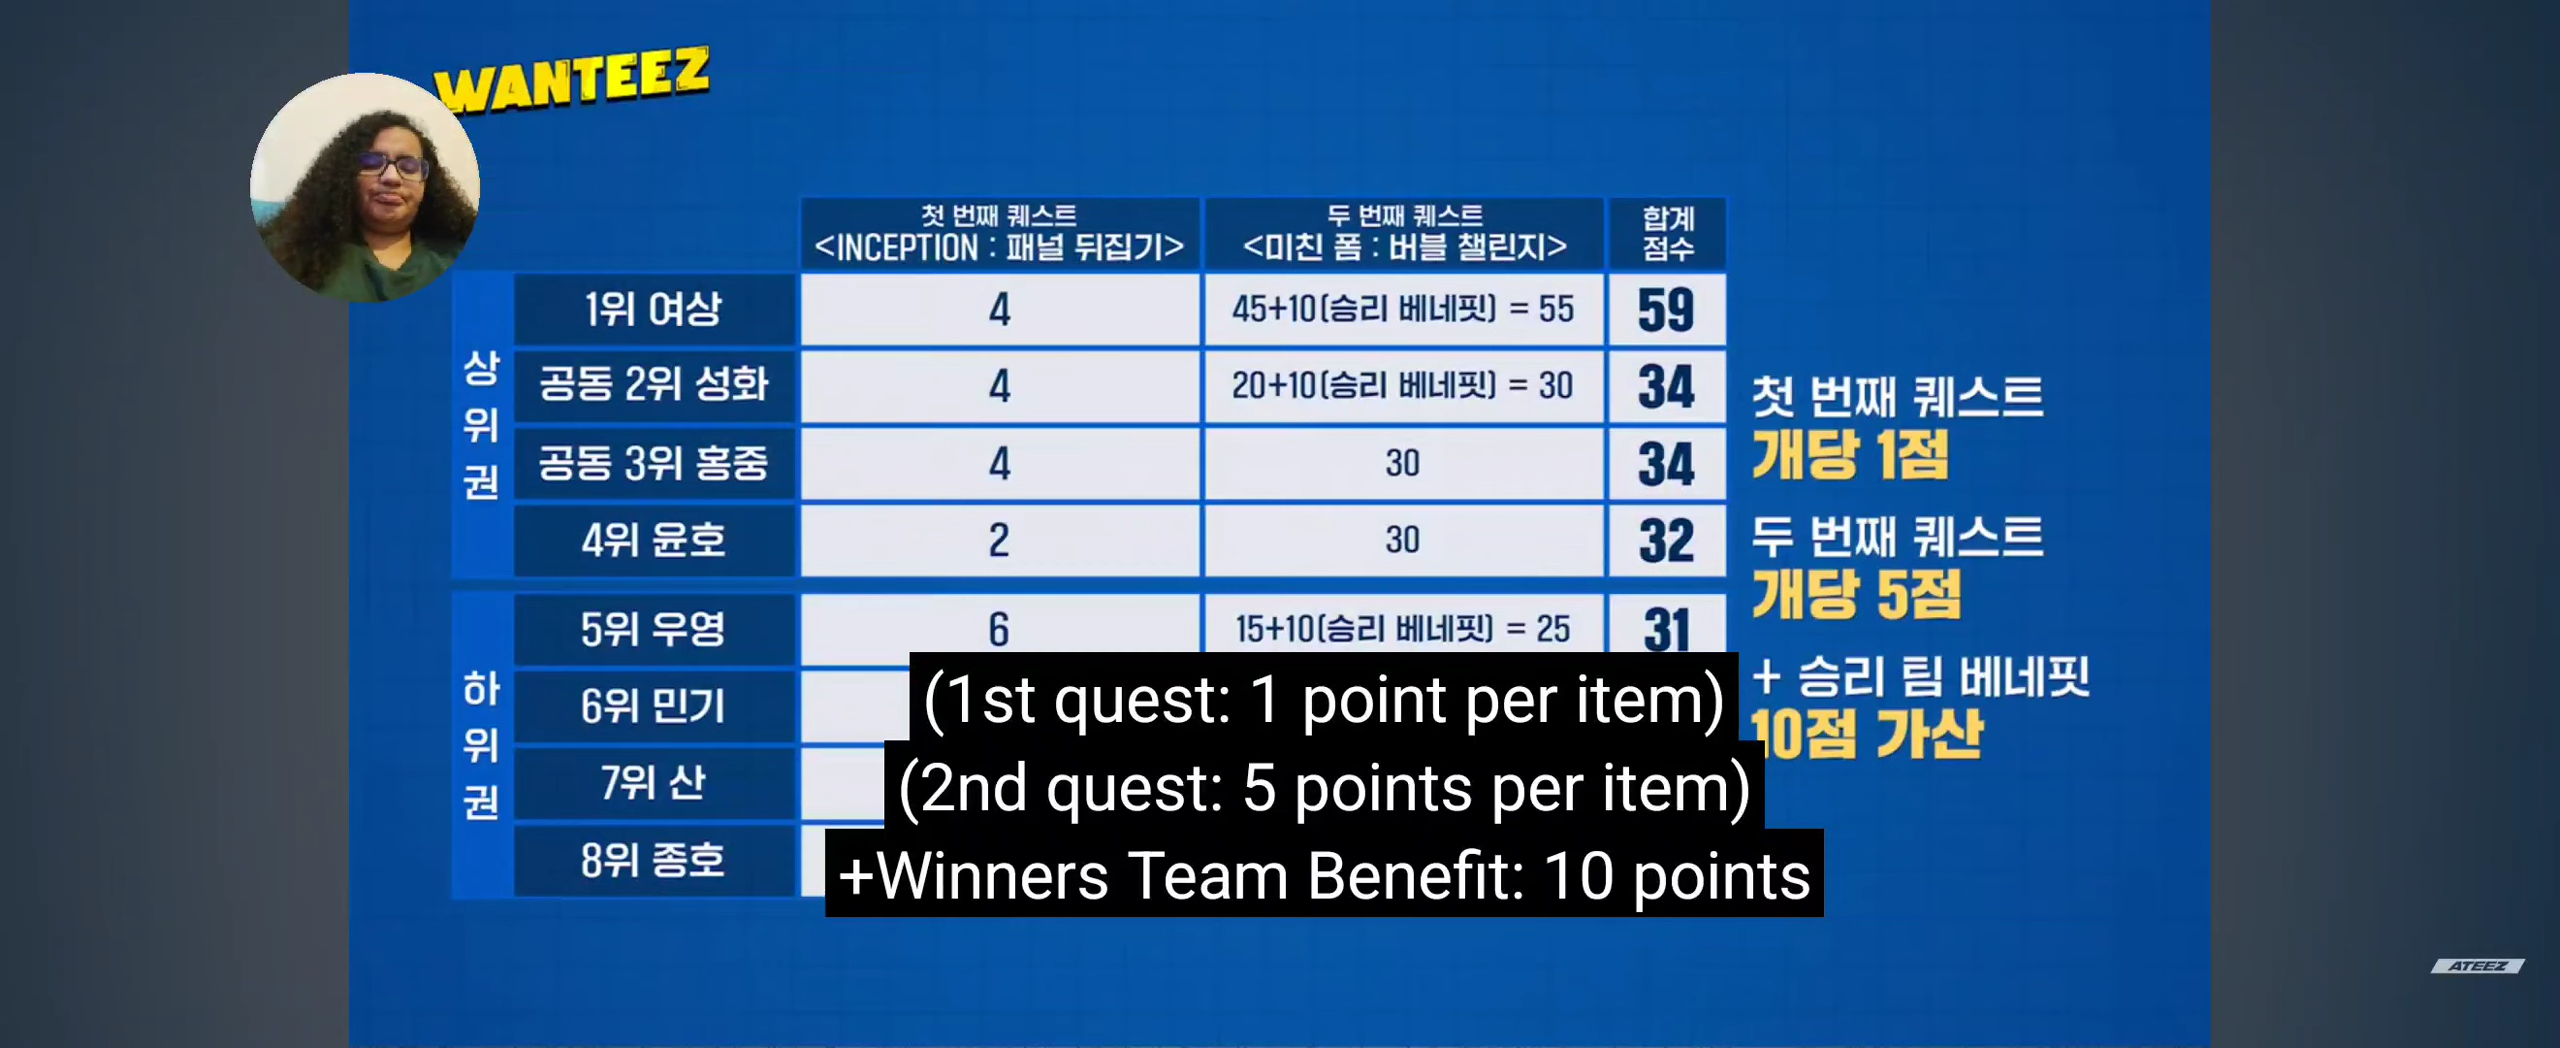 WANTEEZ
첫 번째 퀘스트
<INCEPTION : 패널 뒤집기>
두 번째 퀘스트
<미친 폼 : 버블 챌린지>
합계
점수
상위권
1위 여상
4
45+10(승리 베네핏) = 55
59
공동 2위 성화
4
20+10(승리 베네핏) = 30
34
공동 3위 홍중
4
30
34
4위 윤호
2
30
32
하위권
5위 우영
6
15+10(승리 베네핏) = 25
31
6위 민기
7위 산
8위 종호
첫 번째 퀘스트
개당 1점
두 번째 퀘스트
개당 5점
+ 승리 팀 베네핏
10점 가산
(1st quest: 1 point per item)
(2nd quest: 5 points per item)
+Winners Team Benefit: 10 points
ATEEZ